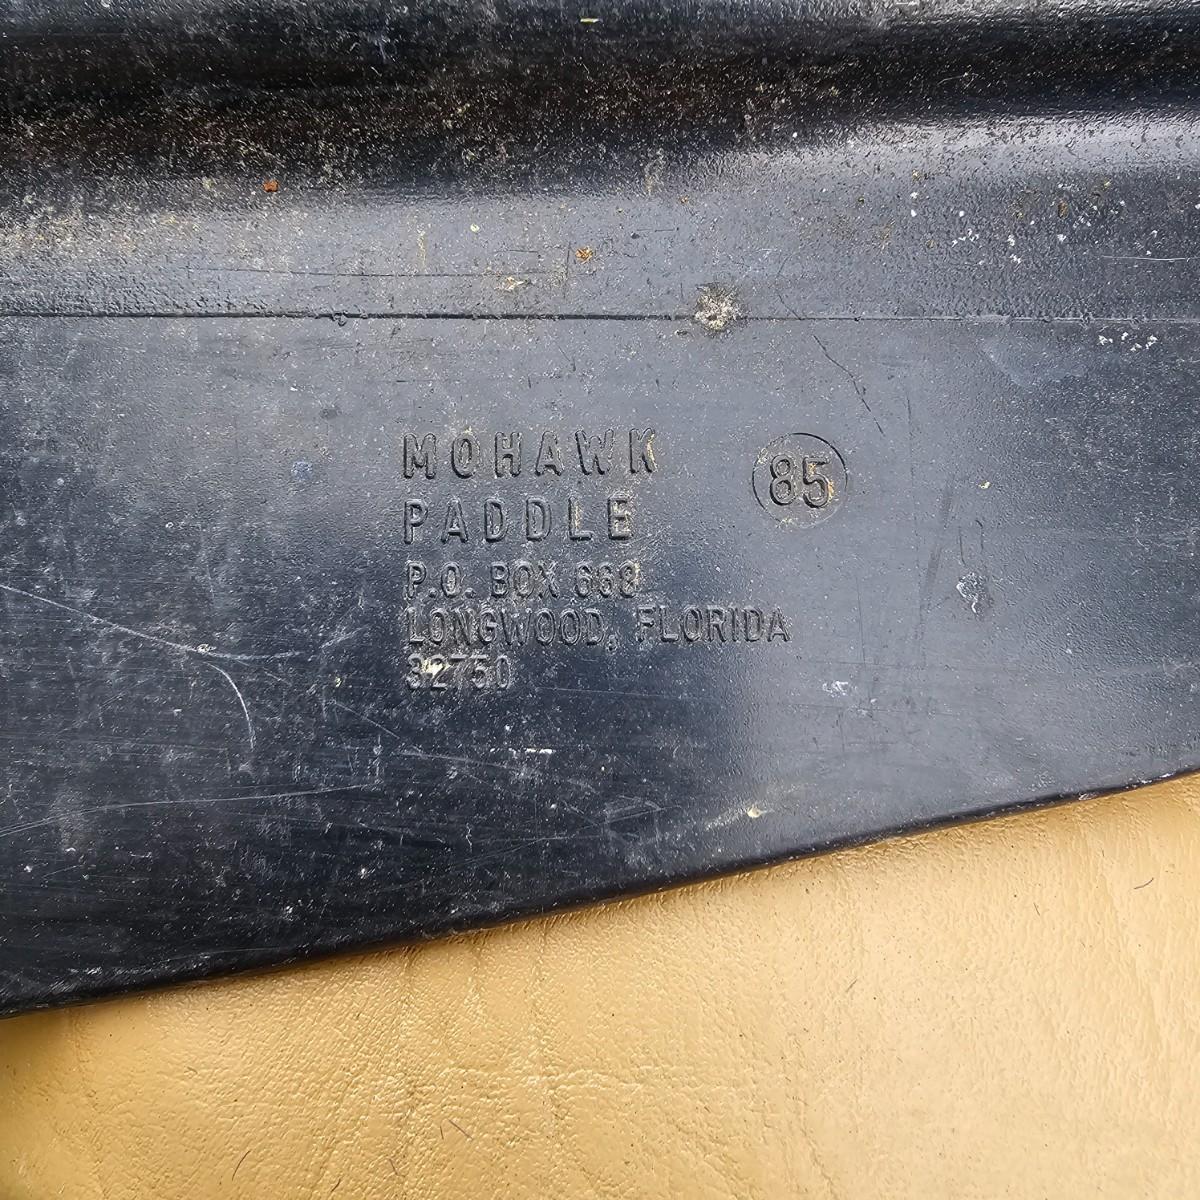 MOHAWK
PADDLE
85
P.O. BOX 668
LONGWOOD, FLORIDA
32750